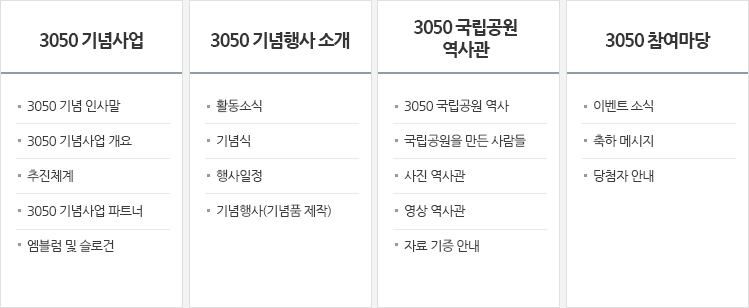 3050 기념사업
3050 기념 인사말
3050 기념사업 개요
추진체계
3050 기념사업 파트너
엠블럼 및 슬로건
3050 기념행사 소개
활동소식
기념식
행사일정
기념행사(기념품 제작)
3050 국립공원
역사관
3050 국립공원 역사
국립공원을 만든 사람들
사진 역사관
영상 역사관
자료 기증 안내
3050 참여마당
이벤트 소식
축하 메시지
당첨자 안내